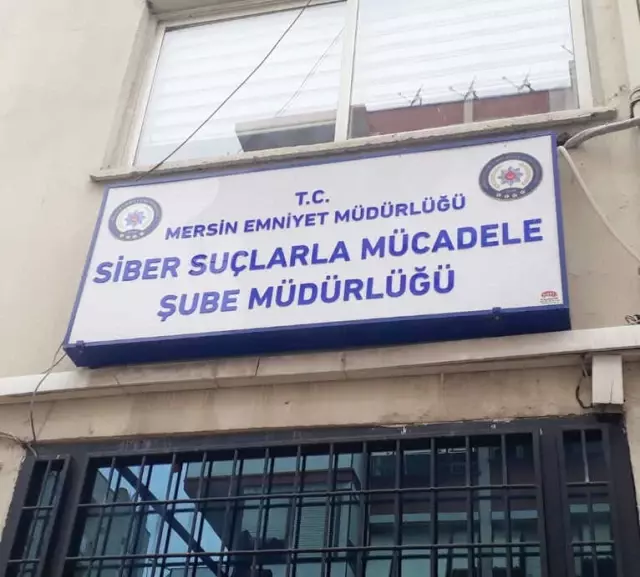 T.C.
MERSİN EMNİYET MÜDÜRLÜĞÜ
SİBER SUÇLARLA MÜCADELE
ŞUBE MÜDÜRLÜĞÜ